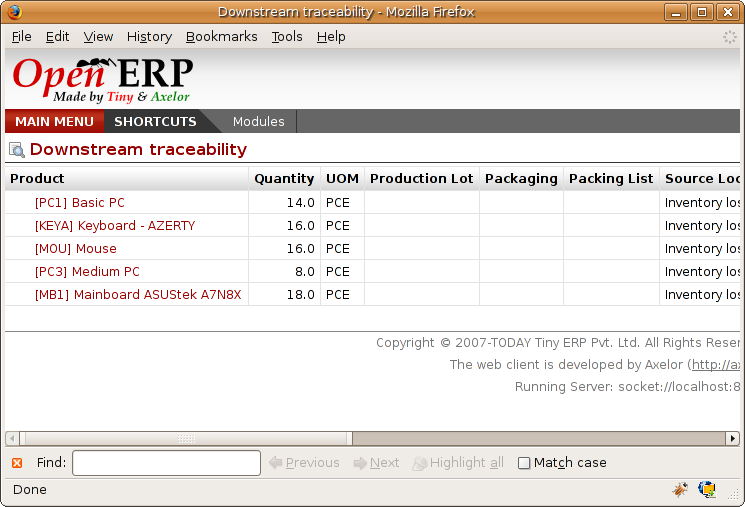 Downstream traceability - Mozilla Firefox
File Edit View History Bookmarks Tools Help
Open ERP
Made by Tiny & Axelor
MAIN MENU SHORTCUTS Modules
Downstream traceability
Product Quantity UOM Production Lot Packaging Packing List Source Loc
[PC1] Basic PC 14.0 PCE Inventory los
[KEYA] Keyboard - AZERTY 16.0 PCE Inventory los
[MOU] Mouse 16.0 PCE Inventory los
[PC3] Medium PC 8.0 PCE Inventory los
[MB1] Mainboard ASUStek A7N8X 18.0 PCE Inventory los
Copyright © 2007-TODAY Tiny ERP Pvt. Ltd. All Rights Reser
The web client is developed by Axelor (http://ax
Running Server: socket://localhost:8
Find: Previous Next Highlight all Match case
Done